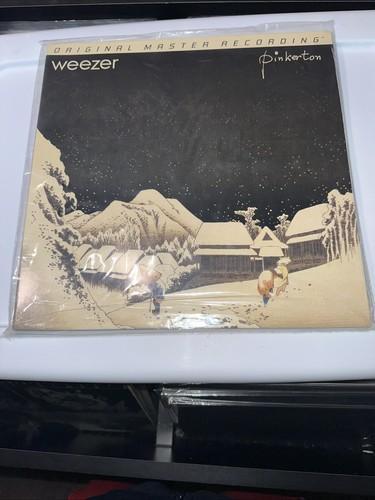 ORIGINAL MASTER RECORDING
weezer
pinkerton